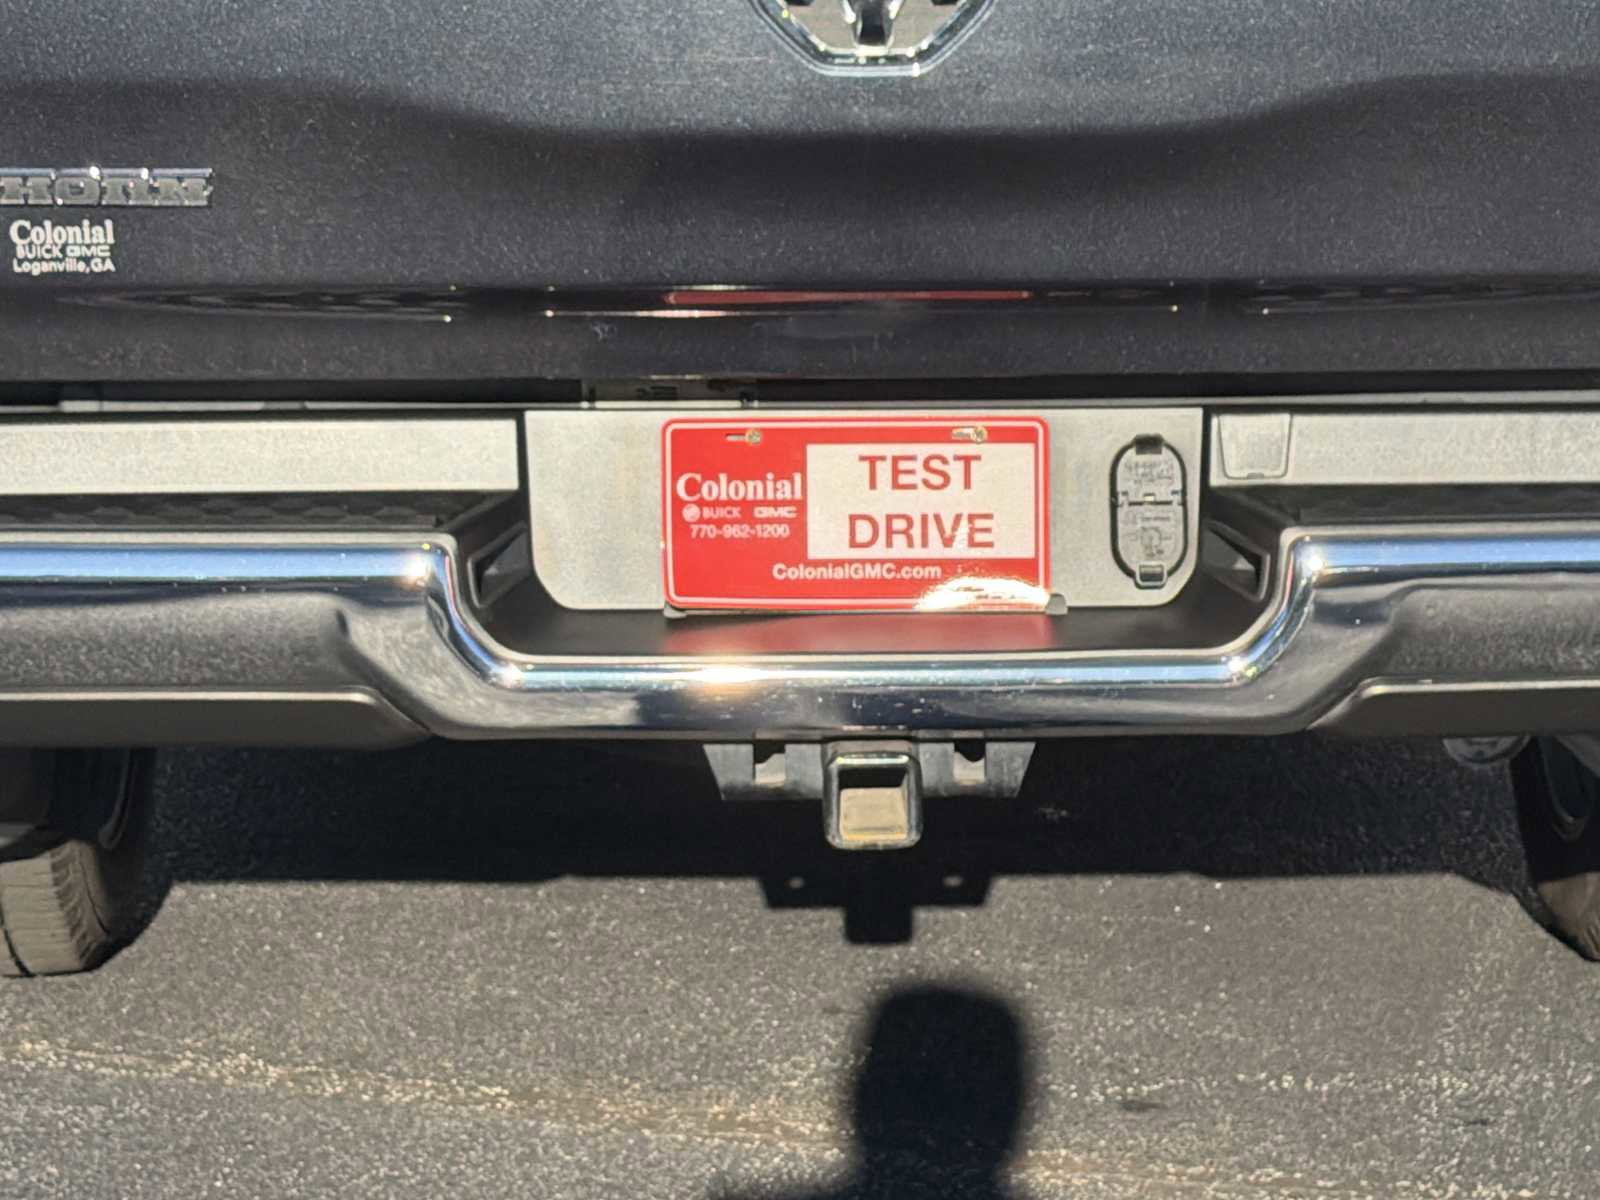 HORN
Colonial
BUICK GMC
Loganville, GA
Colonial
BUICK GMC
770-962-1200
TEST
DRIVE
ColonialGMC.com